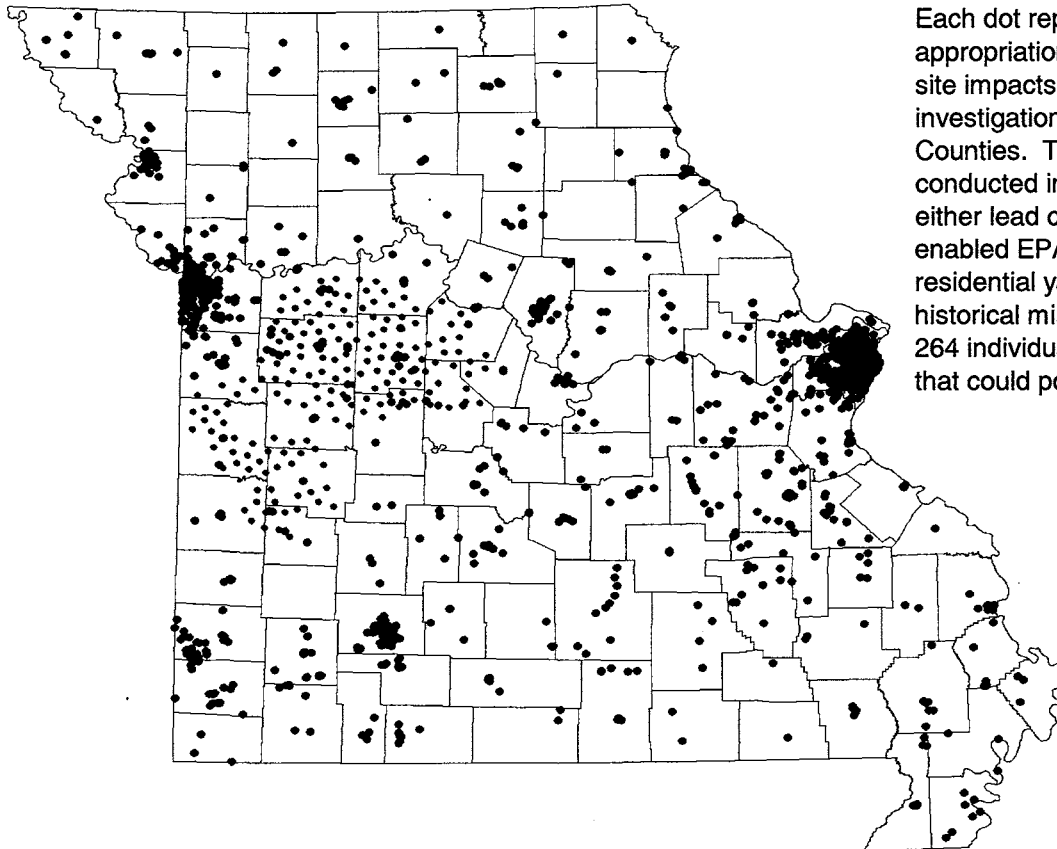 Each dot rep
appropriation
site impacts
investigation
Counties. T
conducted in
either lead o
enabled EPA
residential ya
historical mi
264 individu
that could po